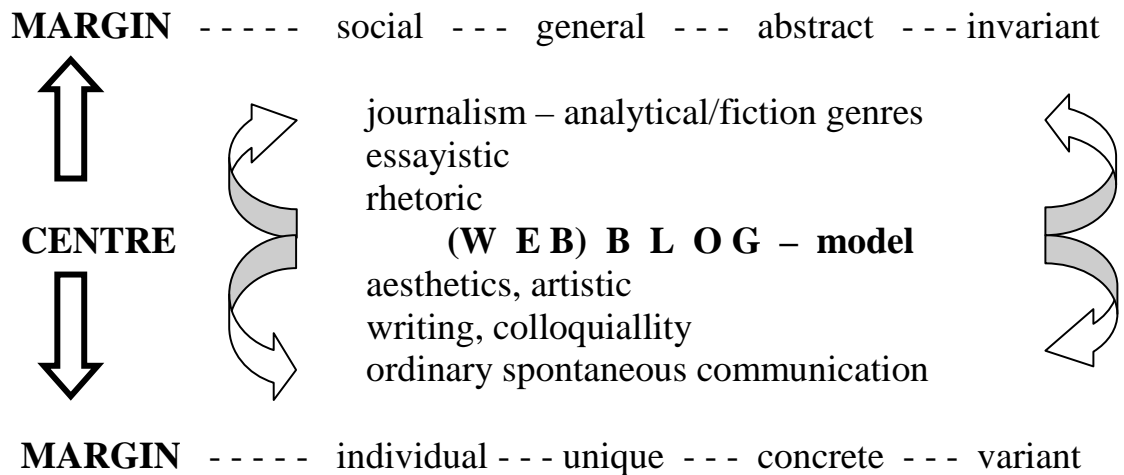 MARGIN - - - - - social - - - general - - - abstract - - - invariant
journalism – analytical/fiction genres
essayistic
rhetoric
CENTRE (W E B) B L O G – model
aesthetics, artistic
writing, colloquiallity
ordinary spontaneous communication
MARGIN - - - - - individual - - - unique - - - concrete - - - variant